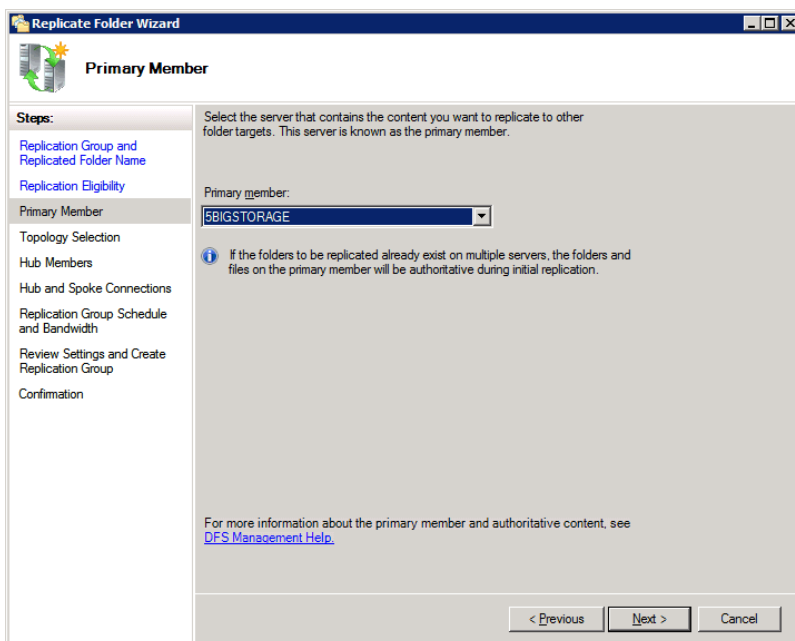 Replicate Folder Wizard
Primary Member
Steps:
Replication Group and
Replicated Folder Name
Replication Eligibility
Primary Member
Topology Selection
Hub Members
Hub and Spoke Connections
Replication Group Schedule
and Bandwidth
Review Settings and Create
Replication Group
Confirmation
Select the server that contains the content you want to replicate to other
folder targets. This server is known as the primary member.
Primary member:
5BIGSTORAGE
If the folders to be replicated already exist on multiple servers, the folders and
files on the primary member will be authoritative during initial replication.
For more information about the primary member and authoritative content, see
DFS Management Help.
< Previous
Next >
Cancel